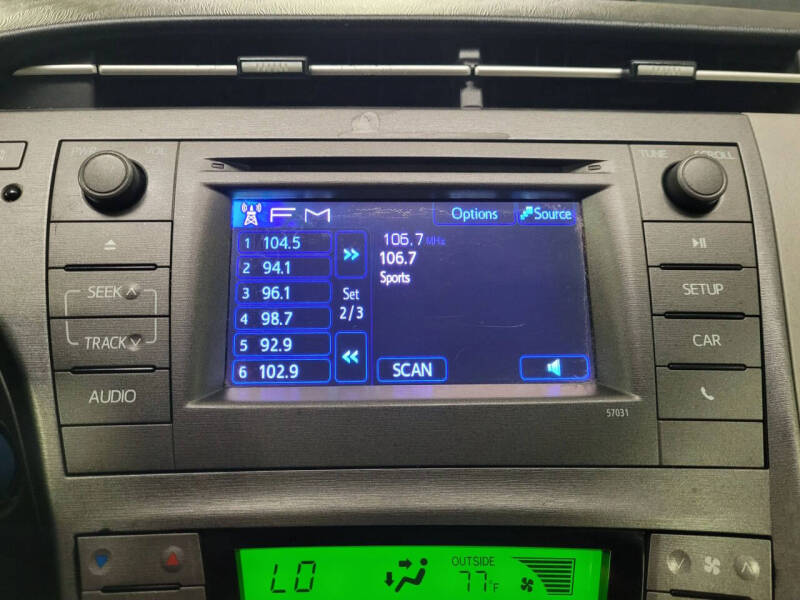 PWR VOL
TUNE SCROLL
FM
Options
Source
1 104.5
2 94.1
3 96.1
4 98.7
5 92.9
6 102.9
Set
2/3
106.7 MHz
106.7
Sports
SCAN
SEEK
TRACK
AUDIO
SETUP
CAR
57031
LO
OUTSIDE
77°F